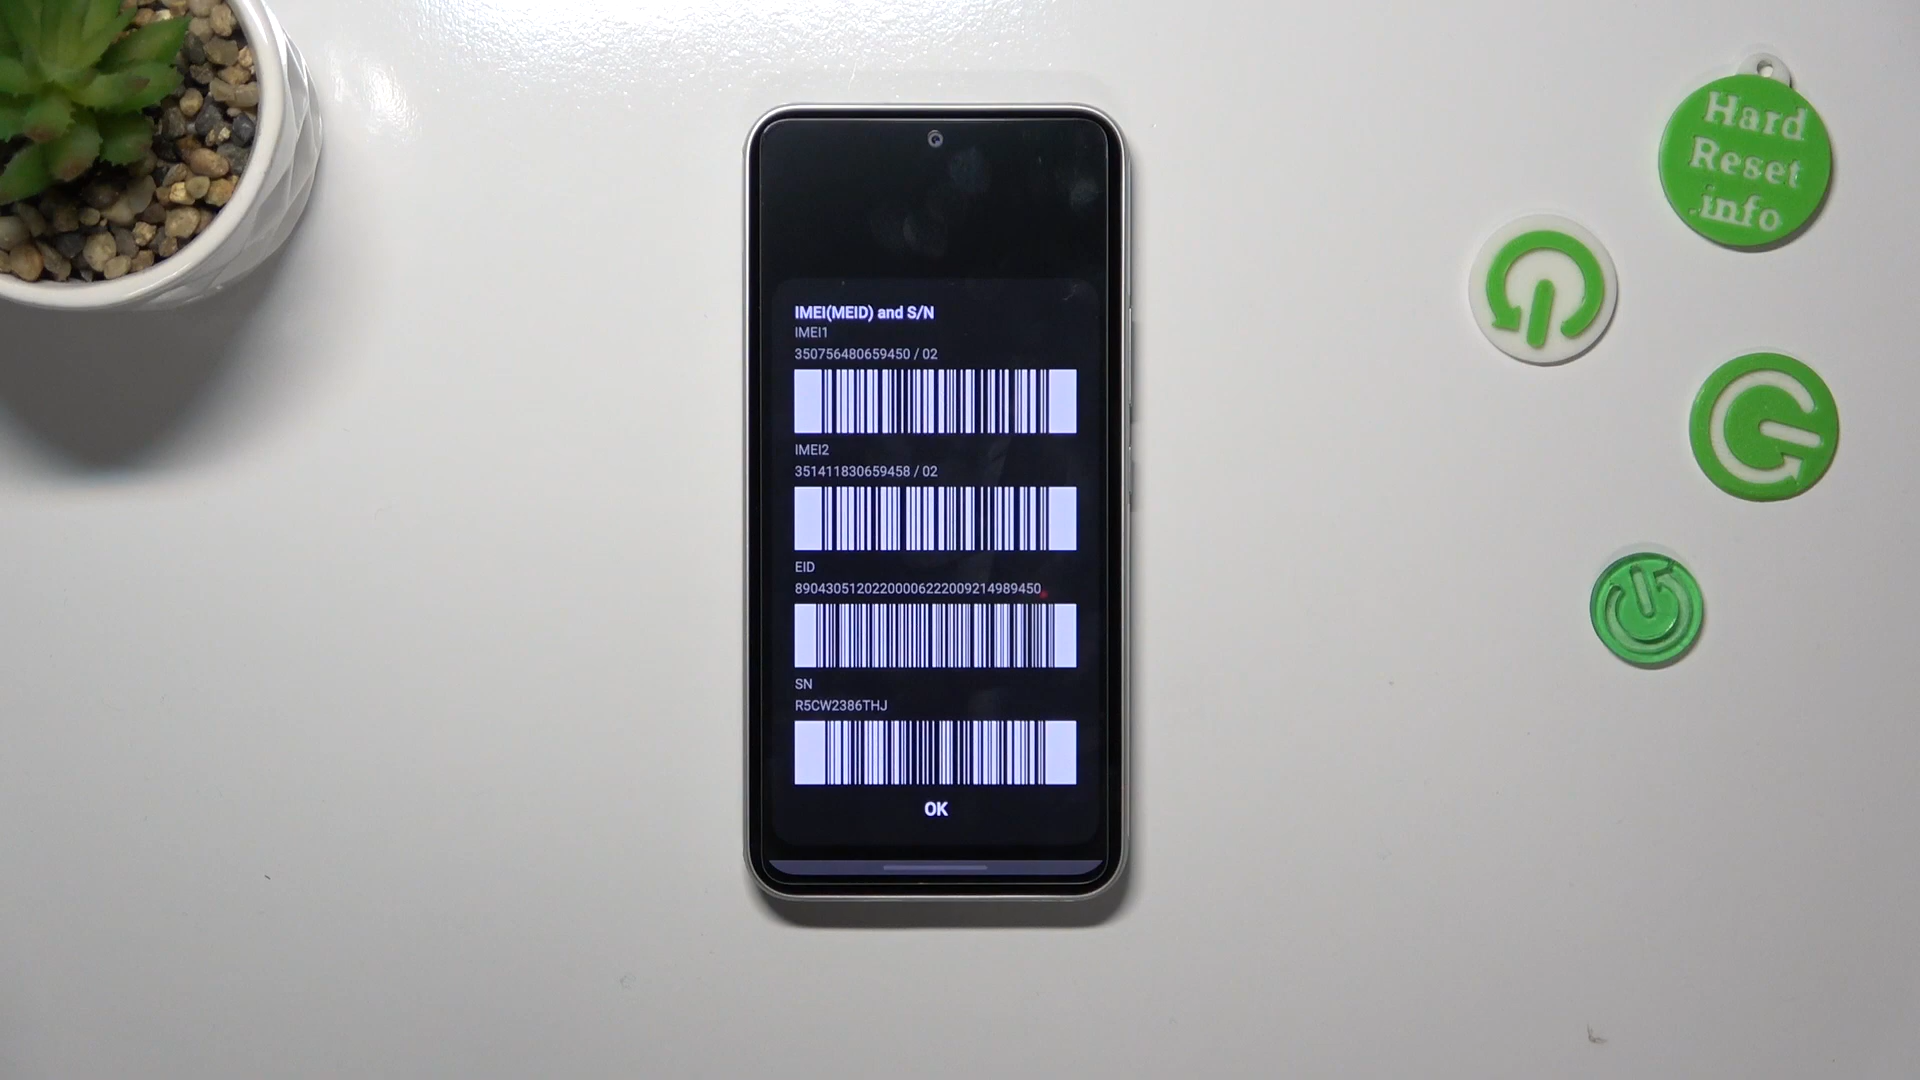 IMEI(MEID) and S/N
IMEI1
350756480659450 / 02
IMEI2
351411830659458 / 02
EID
89043051202200006222009214989450
SN
R5CW2386THJ
OK
Hard
Reset
info